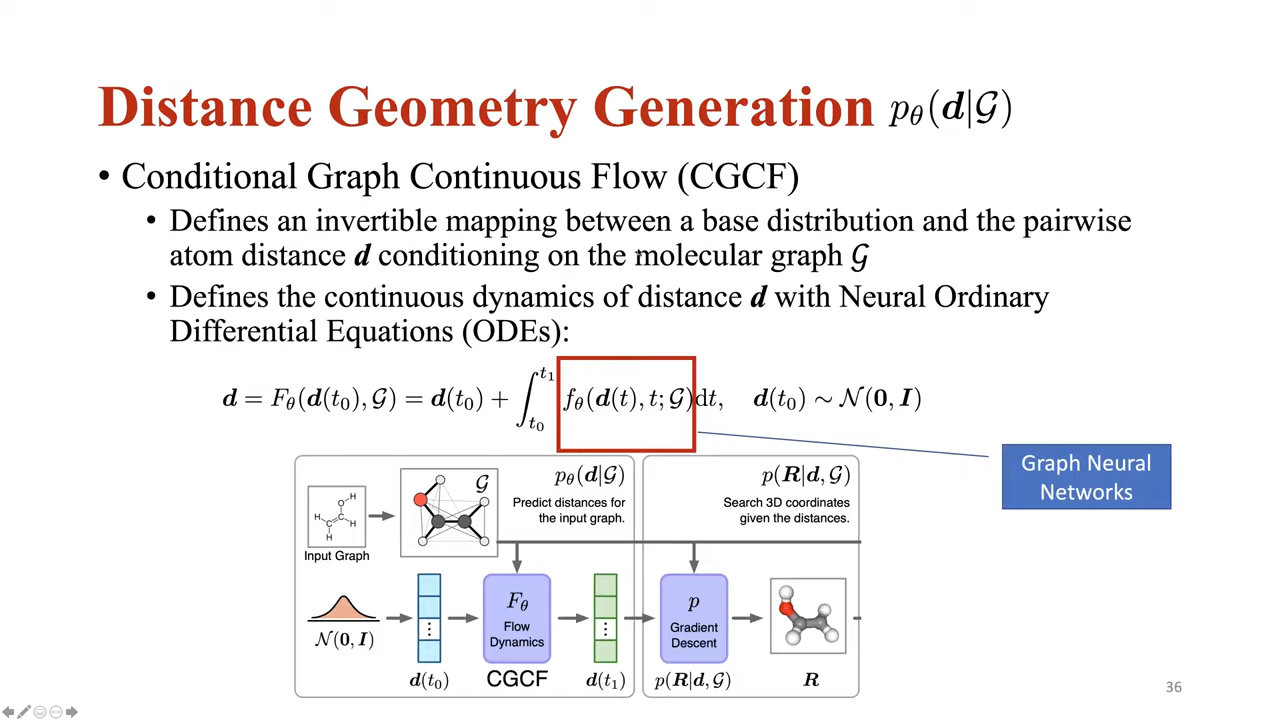 Distance Geometry Generation pθ(d|𝒢)
• Conditional Graph Continuous Flow (CGCF)
• Defines an invertible mapping between a base distribution and the pairwise
atom distance d conditioning on the molecular graph 𝒢
• Defines the continuous dynamics of distance d with Neural Ordinary
Differential Equations (ODEs):
d = Fθ(d(t0), 𝒢) = d(t0) + ∫_{t0}^{t1} fθ(d(t), t; 𝒢)dt, d(t0) ∼ 𝒩(0, I)
Graph Neural
Networks
H
O
H
C
C
H
H
Input Graph
𝒢
pθ(d|𝒢)
Predict distances for
the input graph.
p(R|d, 𝒢)
Search 3D coordinates
given the distances.
𝒩(0, I)
⋮
d(t0)
Fθ
Flow
Dynamics
CGCF
⋮
d(t1)
p
Gradient
Descent
p(R|d, 𝒢)
R
36